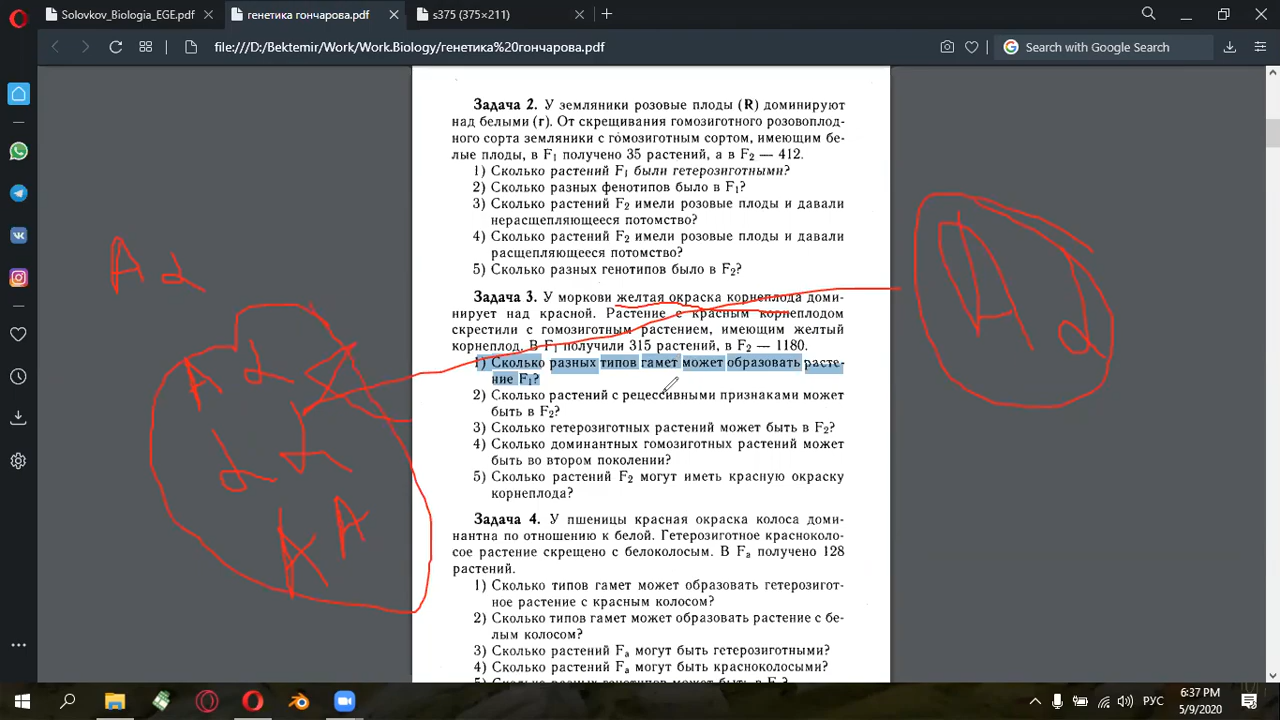 Solovkov_Biologia_EGE.pdf
генетика гончарова.pdf
s375 (375×211)
file:///D:/Bektemir/Work/Work.Biology/генетика%20гончарова.pdf
Search with Google Search
Задача 2. У земляники розовые плоды (R) доминируют
над белыми (r). От скрещивания гомозиготного розовоплод-
ного сорта земляники с гомозиготным сортом, имеющим бе-
лые плоды, в F₁ получено 35 растений, а в F₂ — 412.
1) Сколько растений F₁ были гетерозиготными?
2) Сколько разных фенотипов было в F₁?
3) Сколько растений F₂ имели розовые плоды и давали
нерасщепляющееся потомство?
4) Сколько растений F₂ имели розовые плоды и давали
расщепляющееся потомство?
5) Сколько разных генотипов было в F₂?
Задача 3. У моркови желтая окраска корнеплода доми-
нирует над красной. Растение с красным корнеплодом
скрестили с гомозиготным растением, имеющим желтый
корнеплод. В F₁ получили 315 растений, в F₂ — 1180.
1) Сколько разных типов гамет может образовать расте-
ние F₁?
2) Сколько растений с рецессивными признаками может
быть в F₂?
3) Сколько гетерозиготных растений может быть в F₂?
4) Сколько доминантных гомозиготных растений может
быть во втором поколении?
5) Сколько растений F₂ могут иметь красную окраску
корнеплода?
Задача 4. У пшеницы красная окраска колоса доми-
нантна по отношению к белой. Гетерозиготное красноколо-
сое растение скрещено с белоколосым. В Fₐ получено 128
растений.
1) Сколько типов гамет может образовать гетерозигот-
ное растение с красным колосом?
2) Сколько типов гамет может образовать растение с бе-
лым колосом?
3) Сколько растений Fₐ могут быть гетерозиготными?
4) Сколько растений Fₐ могут быть красноколосыми?
A a
A a
a a
A A
A a
РУС
6:37 PM
5/9/2020